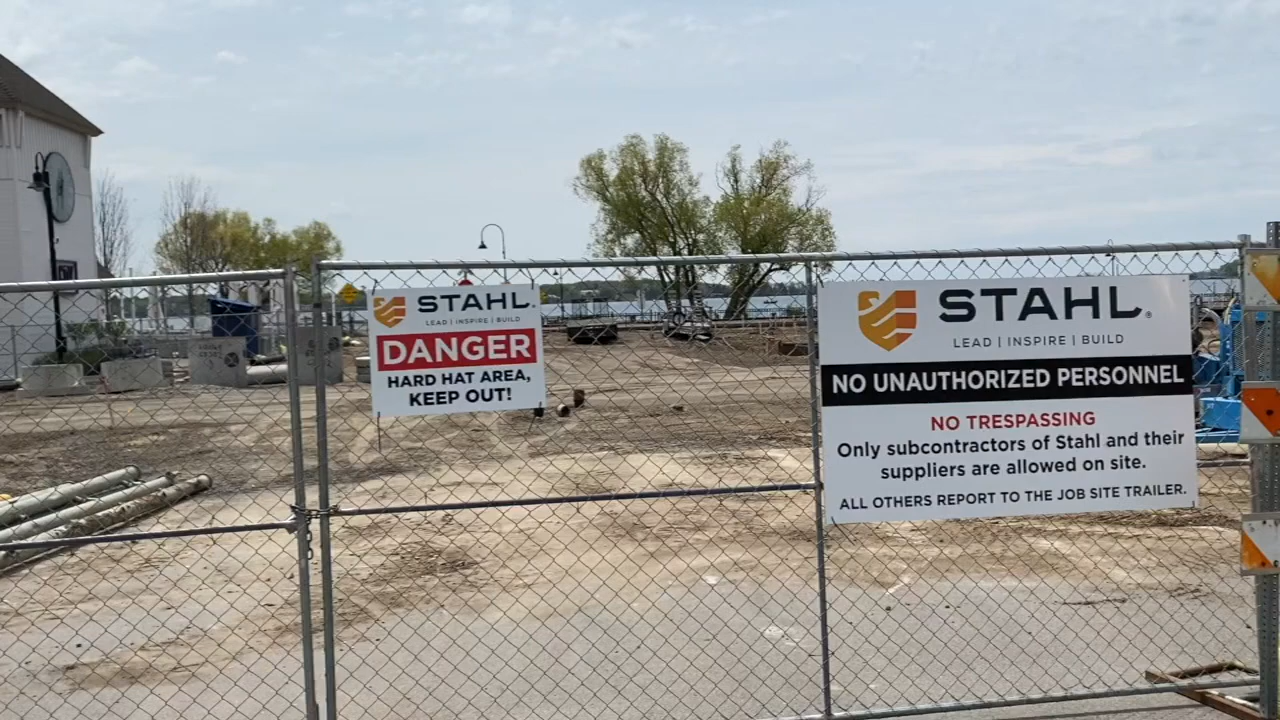 STAHL.
LEAD | INSPIRE | BUILD
DANGER
HARD HAT AREA,
KEEP OUT!
STAHL®
LEAD | INSPIRE | BUILD
NO UNAUTHORIZED PERSONNEL
NO TRESPASSING
Only subcontractors of Stahl and their
suppliers are allowed on site.
ALL OTHERS REPORT TO THE JOB SITE TRAILER.